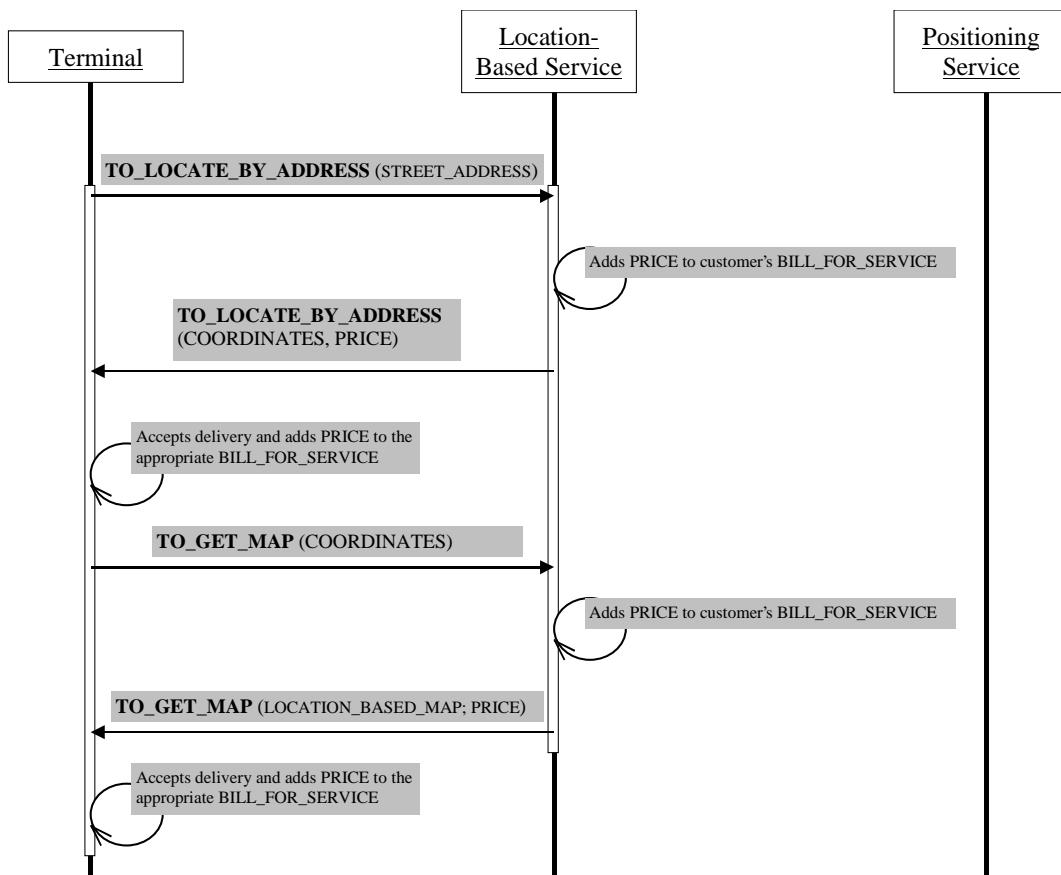 Terminal
Location-
Based Service
Positioning
Service
TO_LOCATE_BY_ADDRESS (STREET_ADDRESS)
Adds PRICE to customer's BILL_FOR_SERVICE
TO_LOCATE_BY_ADDRESS
(COORDINATES, PRICE)
Accepts delivery and adds PRICE to the
appropriate BILL_FOR_SERVICE
TO_GET_MAP (COORDINATES)
Adds PRICE to customer's BILL_FOR_SERVICE
TO_GET_MAP (LOCATION_BASED_MAP; PRICE)
Accepts delivery and adds PRICE to the
appropriate BILL_FOR_SERVICE